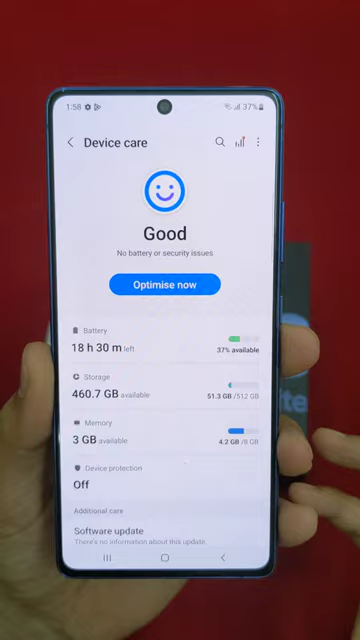 1:58 37%
Device care
Good
No battery or security issues
Optimise now
Battery
18 h 30 m left
37% available
Storage
460.7 GB available
51.3 GB /512 GB
Memory
3 GB available
4.2 GB /8 GB
Device protection
Off
Additional care
Software update
There's no information about this update.